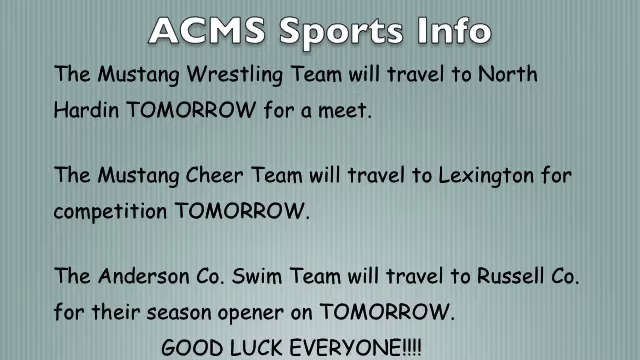 ACMS Sports Info
The Mustang Wrestling Team will travel to North
Hardin TOMORROW for a meet.
The Mustang Cheer Team will travel to Lexington for
competition TOMORROW.
The Anderson Co. Swim Team will travel to Russell Co.
for their season opener on TOMORROW.
GOOD LUCK EVERYONE!!!!